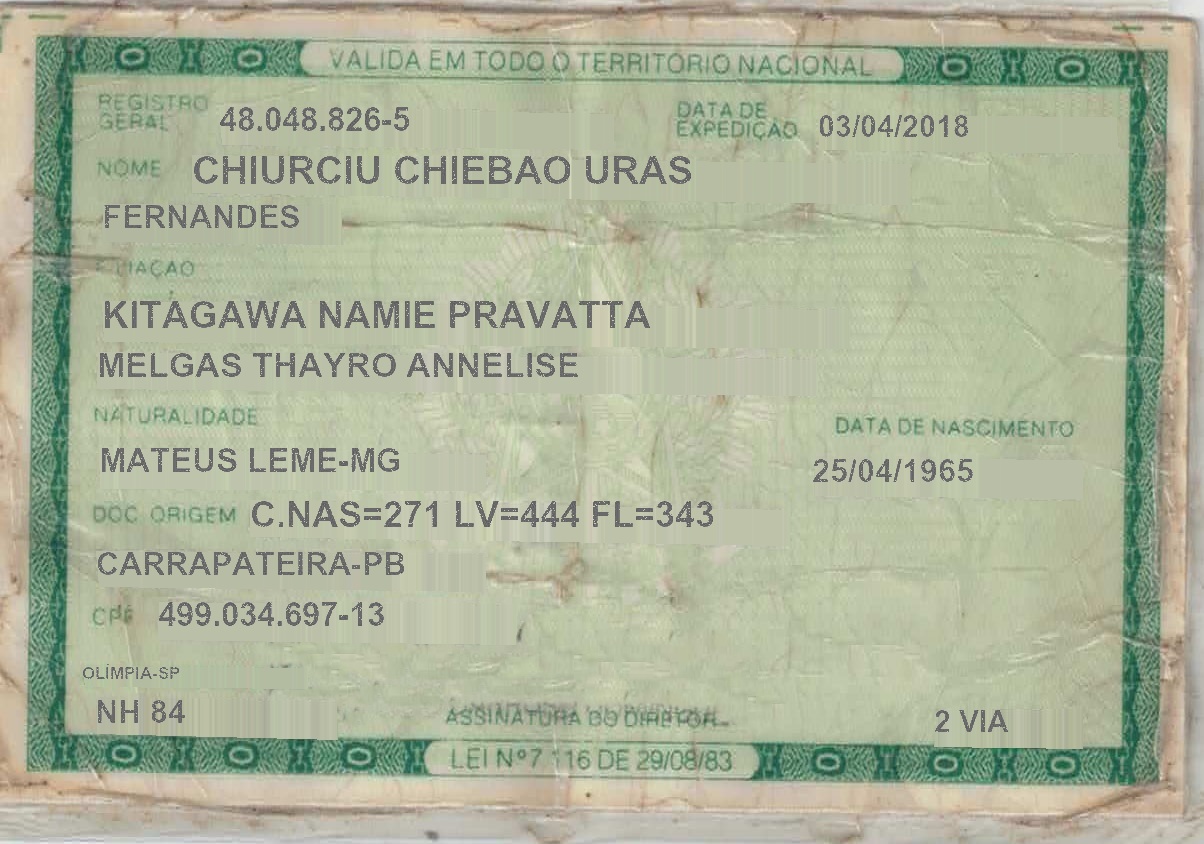 VALIDA EM TODO O TERRITORIO NACIONAL
REGISTRO GERAL 48.048.826-5 DATA DE EXPEDIÇÃO 03/04/2018
NOME CHIURCIU CHIEBAO URAS
FERNANDES
FILIAÇÃO
KITAGAWA NAMIE PRAVATTA
MELGAS THAYRO ANNELISE
NATURALIDADE DATA DE NASCIMENTO
MATEUS LEME-MG 25/04/1965
DOC ORIGEM C.NAS=271 LV=444 FL=343
CARRAPATEIRA-PB
CPF 499.034.697-13
OLÍMPIA-SP
NH 84 ASSINATURA DO DIRETOR 2 VIA
LEI Nº 7 116 DE 29/08/83